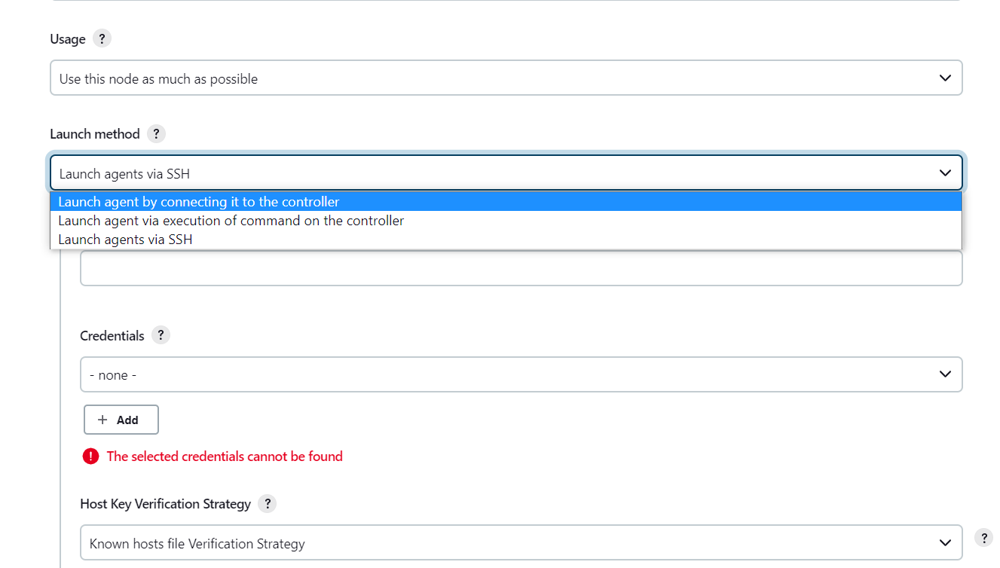 Usage ?
Use this node as much as possible
Launch method ?
Launch agents via SSH
Launch agent by connecting it to the controller
Launch agent via execution of command on the controller
Launch agents via SSH
Credentials ?
- none -
+ Add
! The selected credentials cannot be found
Host Key Verification Strategy ?
Known hosts file Verification Strategy
?